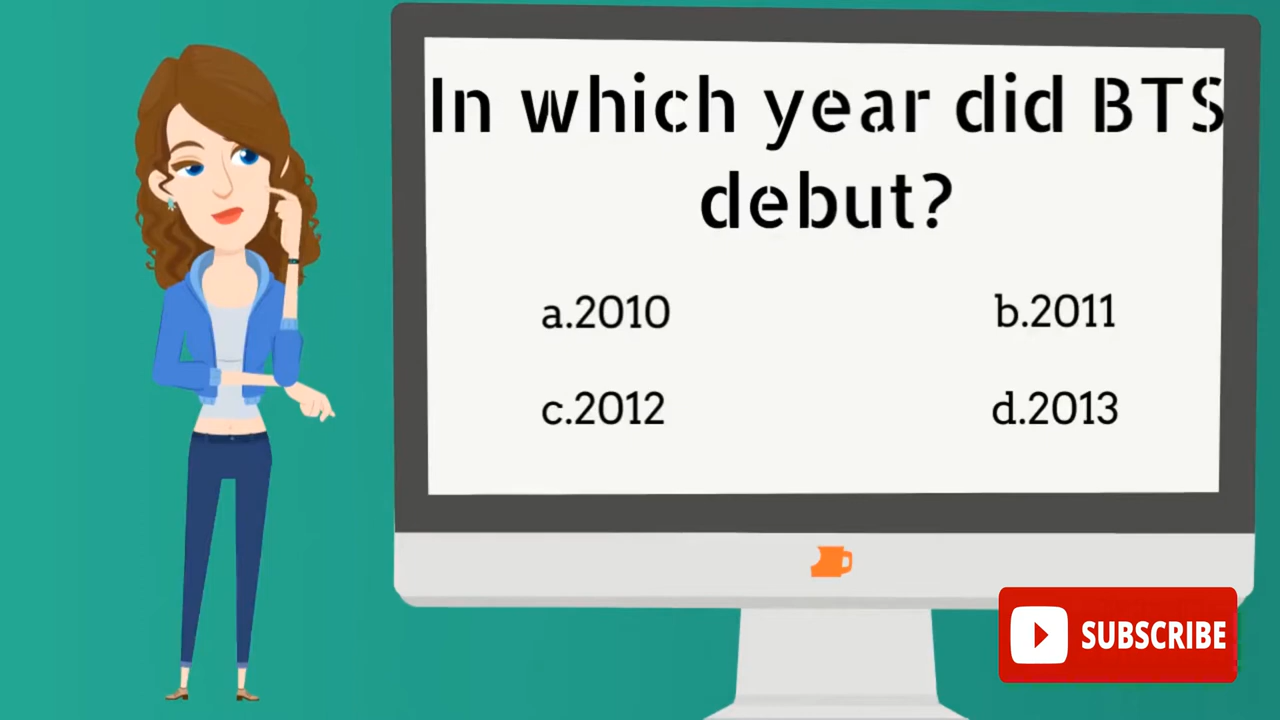 In which year did BTS
debut?
a.2010
b.2011
c.2012
d.2013
SUBSCRIBE